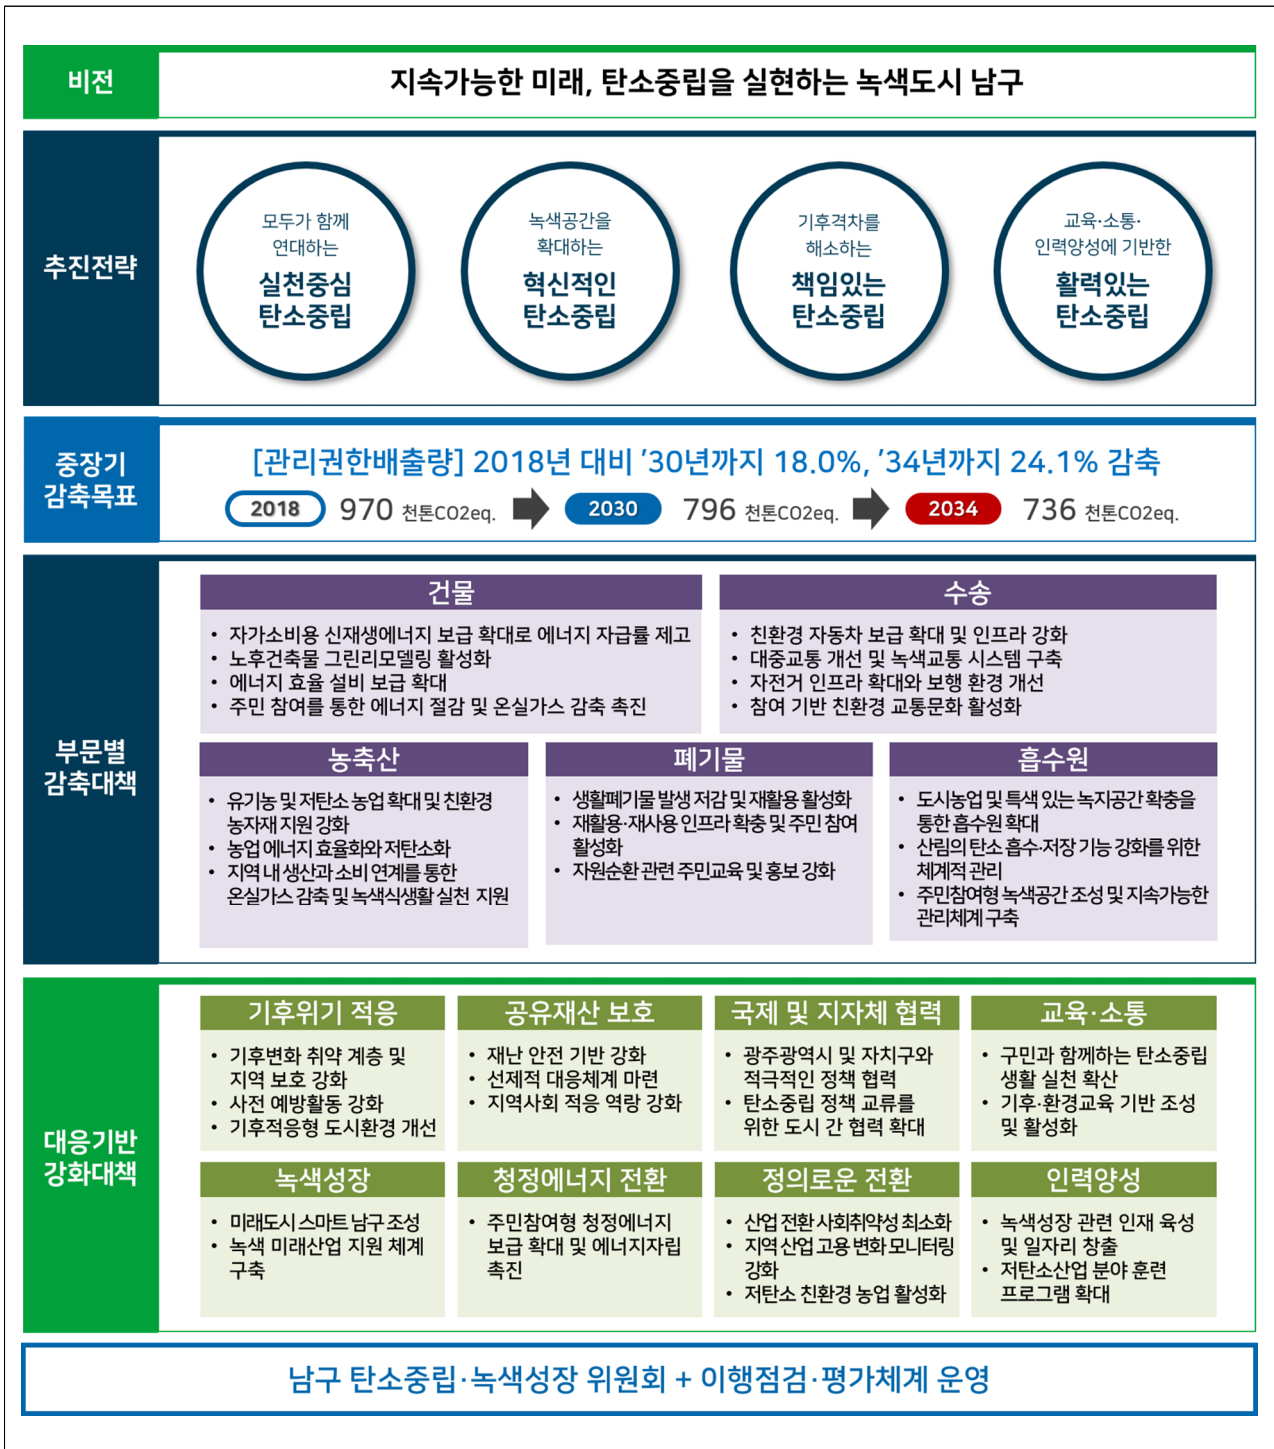 비전
지속가능한 미래, 탄소중립을 실현하는 녹색도시 남구
추진전략
모두가 함께
연대하는
실천중심
탄소중립
녹색공간을
확대하는
혁신적인
탄소중립
기후격차를
해소하는
책임있는
탄소중립
교육·소통·
인력양성에 기반한
활력있는
탄소중립
중장기
감축목표
[관리권한배출량] 2018년 대비 ’30년까지 18.0%, ’34년까지 24.1% 감축
2018 970 천톤CO2eq. 2030 796 천톤CO2eq. 2034 736 천톤CO2eq.
부문별
감축대책
건물
• 자가소비용 신재생에너지 보급 확대로 에너지 자급률 제고
• 노후건축물 그린리모델링 활성화
• 에너지 효율 설비 보급 확대
• 주민 참여를 통한 에너지 절감 및 온실가스 감축 촉진
수송
• 친환경 자동차 보급 확대 및 인프라 강화
• 대중교통 개선 및 녹색교통 시스템 구축
• 자전거 인프라 확대와 보행 환경 개선
• 참여 기반 친환경 교통문화 활성화
농축산
• 유기농 및 저탄소 농업 확대 및 친환경
농자재 지원 강화
• 농업 에너지 효율화와 저탄소화
• 지역 내 생산과 소비 연계를 통한
온실가스 감축 및 녹색식생활 실천 지원
폐기물
• 생활폐기물 발생 저감 및 재활용 활성화
• 재활용·재사용 인프라 확충 및 주민 참여
활성화
• 자원순환 관련 주민교육 및 홍보 강화
흡수원
• 도시농업 및 특색 있는 녹지공간 확충을
통한 흡수원 확대
• 산림의 탄소 흡수·저장 기능 강화를 위한
체계적 관리
• 주민참여형 녹색공간 조성 및 지속가능한
관리체계 구축
대응기반
강화대책
기후위기 적응
• 기후변화 취약 계층 및
지역 보호 강화
• 사전 예방활동 강화
• 기후적응형 도시환경 개선
공유재산 보호
• 재난 안전 기반 강화
• 선제적 대응체계 마련
• 지역사회 적응 역량 강화
국제 및 지자체 협력
• 광주광역시 및 자치구와
적극적인 정책 협력
• 탄소중립 정책 교류를
위한 도시 간 협력 확대
교육·소통
• 구민과 함께하는 탄소중립
생활 실천 확산
• 기후·환경교육 기반 조성
및 활성화
녹색성장
• 미래도시 스마트 남구 조성
• 녹색 미래산업 지원 체계
구축
청정에너지 전환
• 주민참여형 청정에너지
보급 확대 및 에너지자립
촉진
정의로운 전환
• 산업 전환 사회취약성 최소화
• 지역 산업 고용 변화 모니터링
강화
• 저탄소 친환경 농업 활성화
인력양성
• 녹색성장 관련 인재 육성
및 일자리 창출
• 저탄소산업 분야 훈련
프로그램 확대
남구 탄소중립·녹색성장 위원회 + 이행점검·평가체계 운영